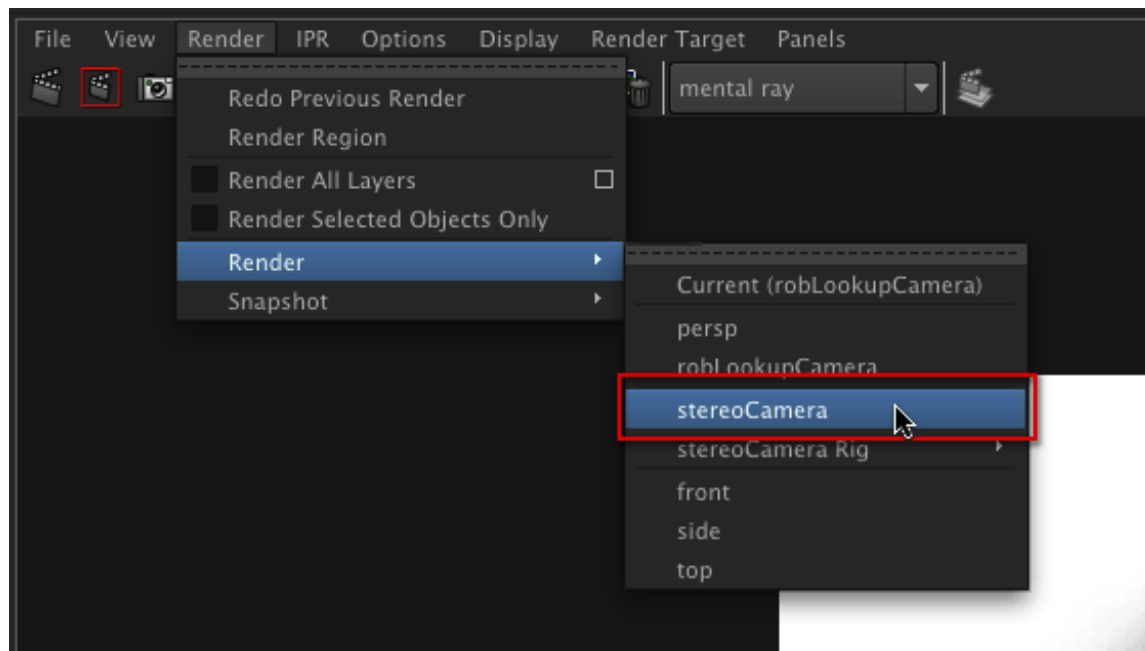 File View Render IPR Options Display Render Target Panels
mental ray
Redo Previous Render
Render Region
Render All Layers
Render Selected Objects Only
Render
Snapshot
Current (robLookupCamera)
persp
robLookupCamera
stereoCamera
stereoCamera Rig
front
side
top